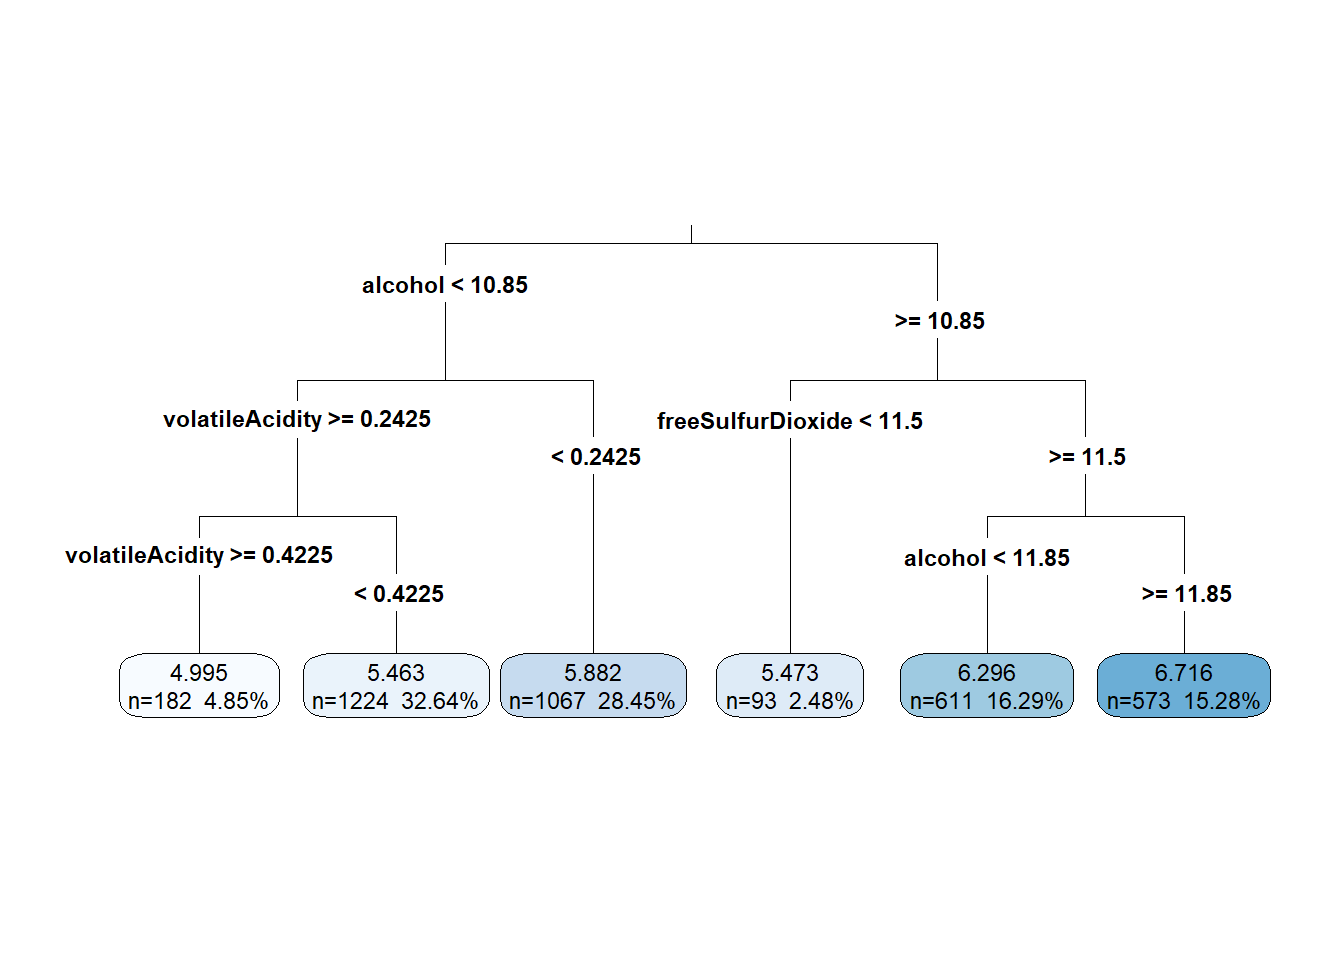 alcohol < 10.85
>= 10.85
volatileAcidity >= 0.2425
< 0.2425
freeSulfurDioxide < 11.5
>= 11.5
volatileAcidity >= 0.4225
< 0.4225
alcohol < 11.85
>= 11.85
4.995
n=182 4.85%
5.463
n=1224 32.64%
5.882
n=1067 28.45%
5.473
n=93 2.48%
6.296
n=611 16.29%
6.716
n=573 15.28%